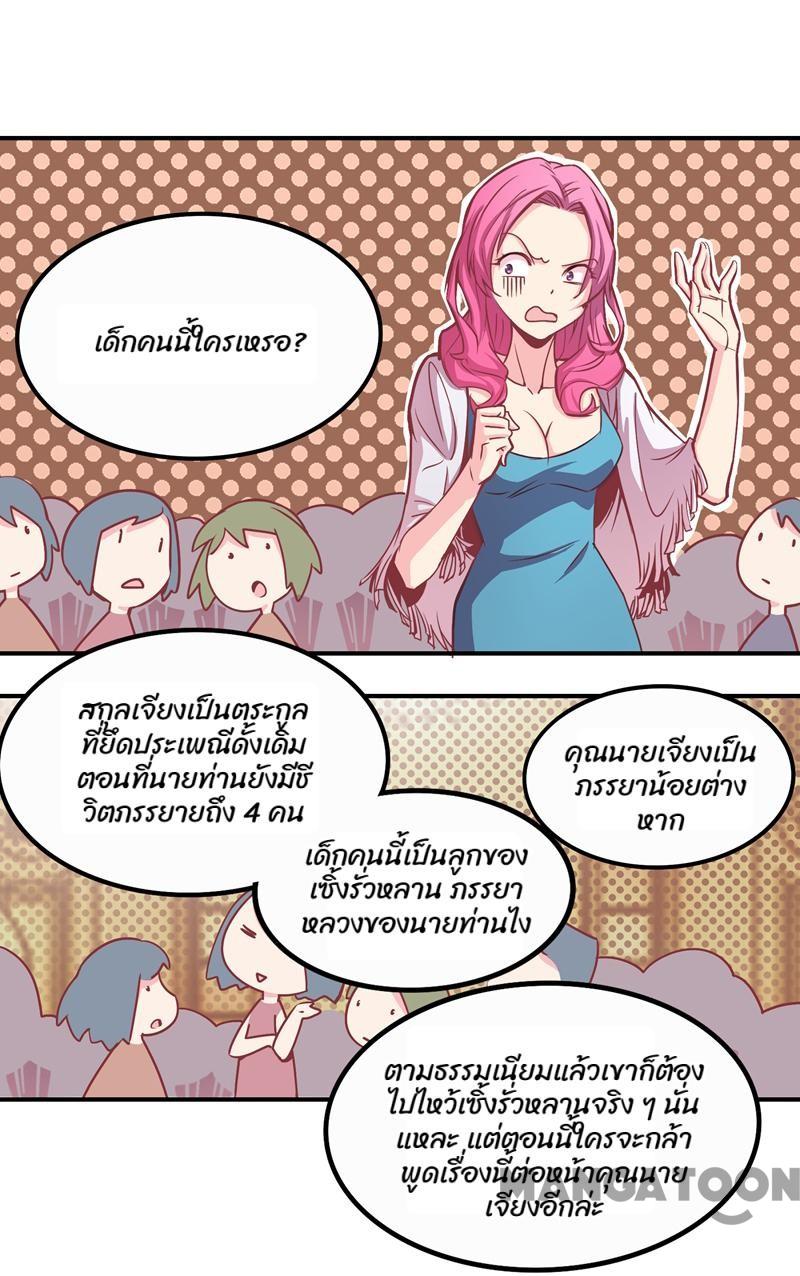 เด็กคนนี้ใครเหรอ?
สกุลเจียงเป็นตระกูล
ที่ยึดประเพณีดั้งเดิม
ตอนที่นายท่านยังมีชี
วิตภรรยายถึง 4 คน
คุณนายเจียงเป็น
ภรรยาน้อยต่าง
หาก
เด็กคนนี้เป็นลูกของ
เซิ้งรั่วหลาน ภรรยา
หลวงของนายท่านไง
ตามธรรมเนียมแล้วเขาก็ต้อง
ไปไหว้เซิ้งรั่วหลานจริง ๆ นั่น
แหละ แต่ตอนนี้ใครจะกล้า
พูดเรื่องนี้ต่อหน้าคุณนาย
เจียงอีกละ
MANGATOON